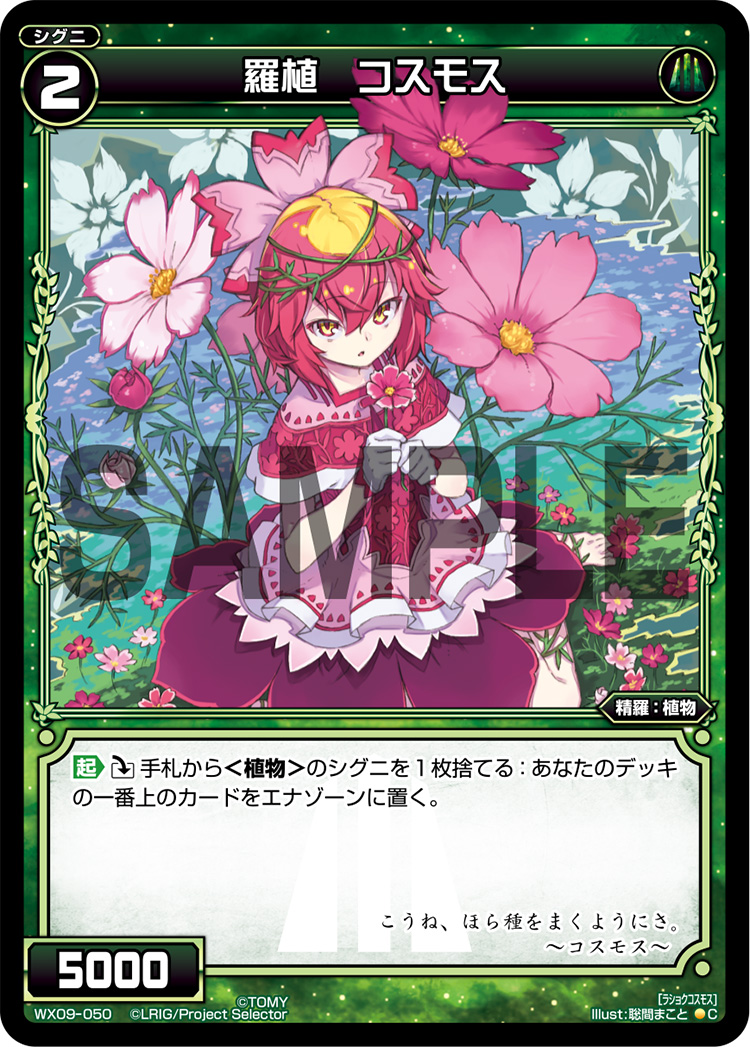 シグニ
2
羅植 コスモス
SAMPLE
精羅:植物
起 手札から<植物>のシグニを1枚捨てる:あなたのデッキ
の一番上のカードをエナゾーンに置く。
こうね、ほら種をまくようにさ。
～コスモス～
5000
WX09-050 ©LRIG/Project Selector
©TOMY
[ラショクコスモス]
Illust:聡間まこと C